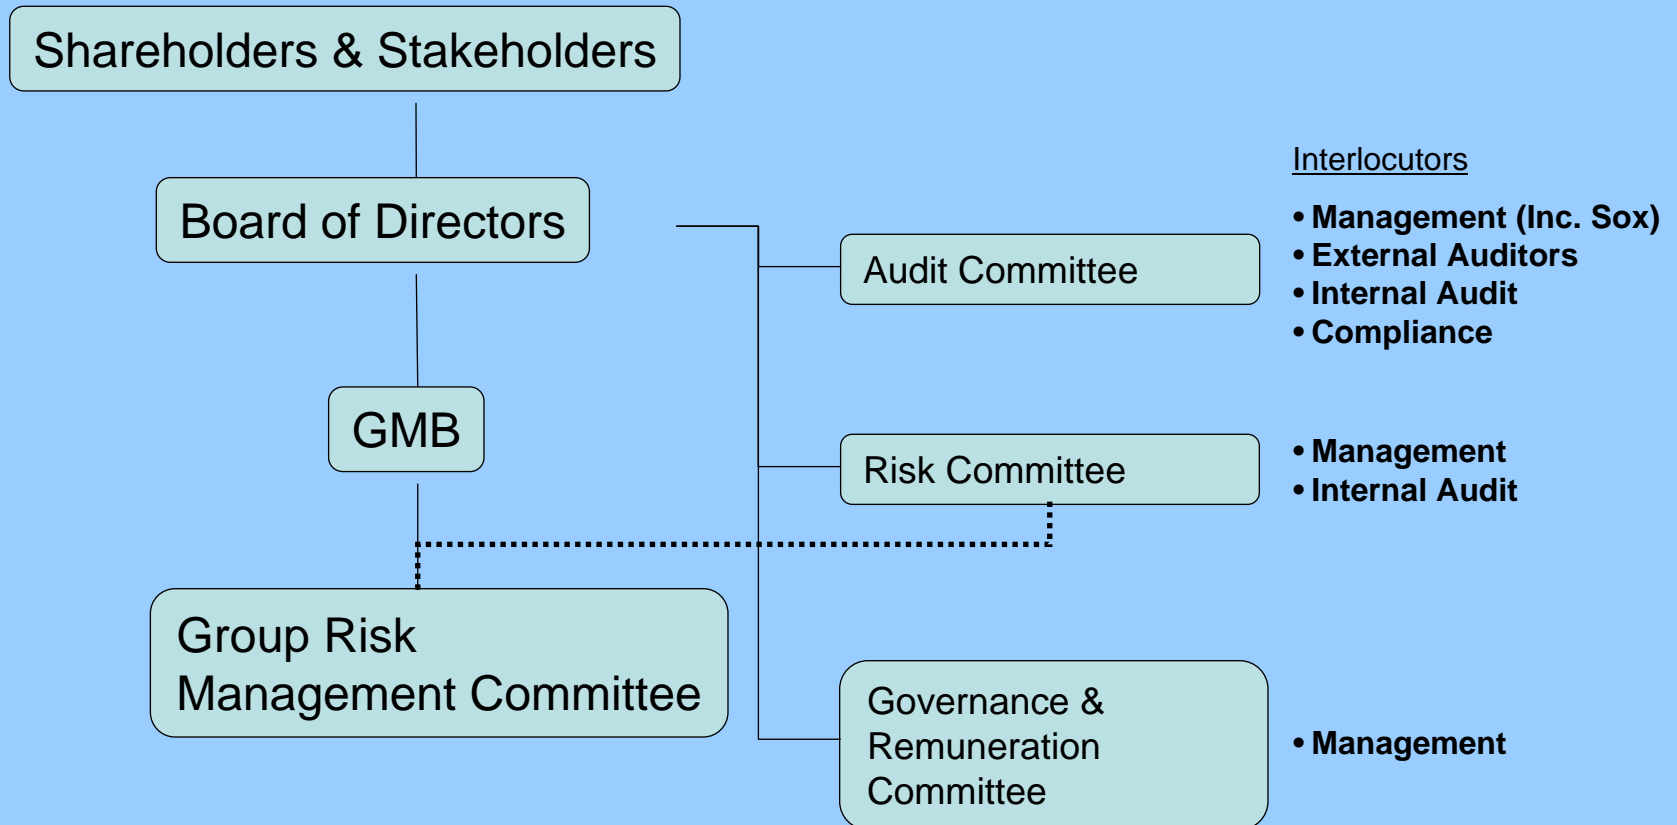 Shareholders & Stakeholders
Board of Directors
GMB
Group Risk
Management Committee
Audit Committee
Risk Committee
Governance &
Remuneration
Committee
Interlocutors
• Management (Inc. Sox)
• External Auditors
• Internal Audit
• Compliance
• Management
• Internal Audit
• Management